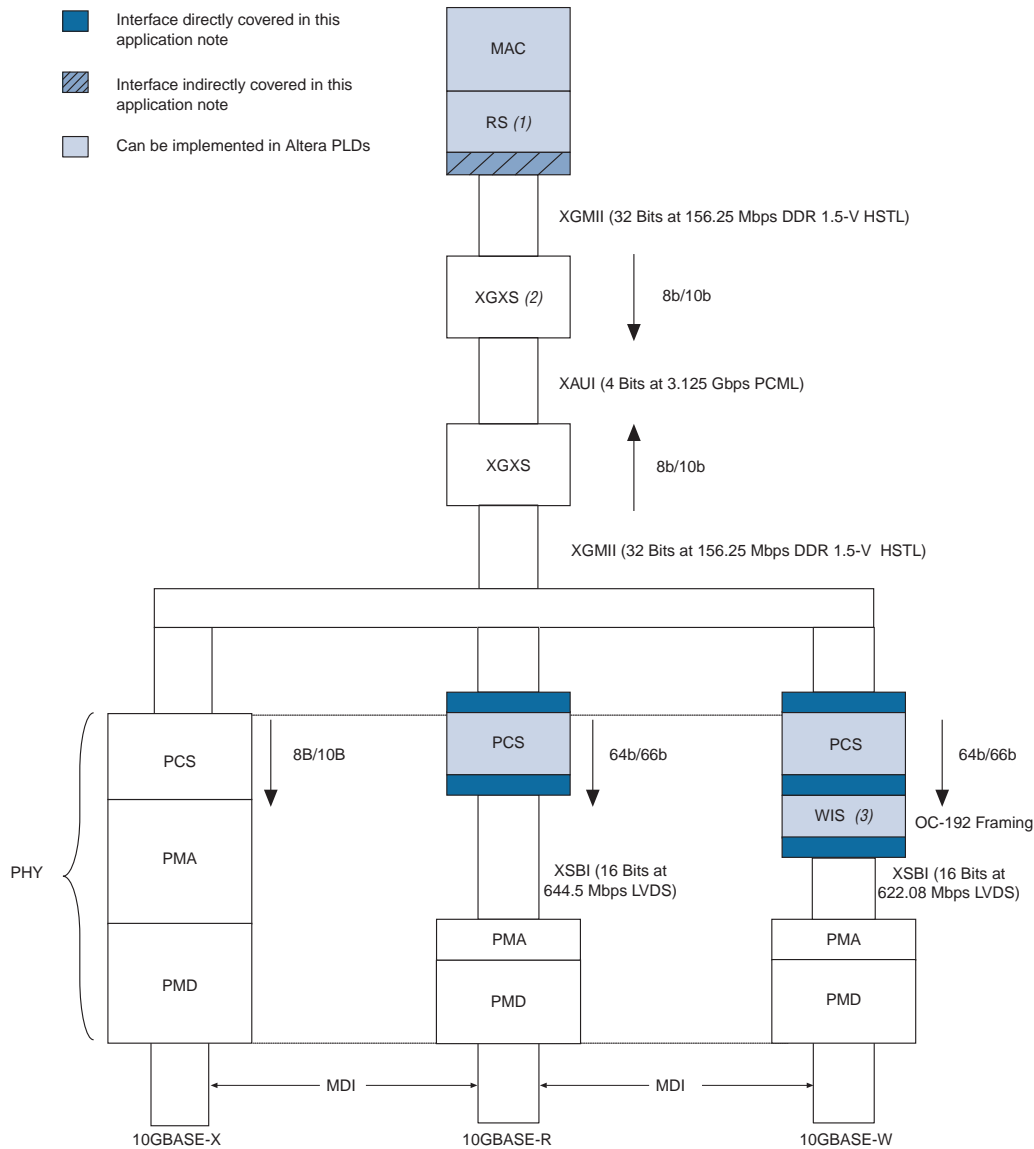 Interface directly covered in this
application note
Interface indirectly covered in this
application note
Can be implemented in Altera PLDs
MAC
RS (1)
XGMII (32 Bits at 156.25 Mbps DDR 1.5-V HSTL)
XGXS (2)
8b/10b
XAUI (4 Bits at 3.125 Gbps PCML)
XGXS
8b/10b
XGMII (32 Bits at 156.25 Mbps DDR 1.5-V HSTL)
PHY
PCS
8B/10B
PMA
PMD
PCS
64b/66b
XSBI (16 Bits at
644.5 Mbps LVDS)
PMA
PMD
PCS
64b/66b
WIS (3)
OC-192 Framing
XSBI (16 Bits at
622.08 Mbps LVDS)
PMA
PMD
MDI
MDI
10GBASE-X
10GBASE-R
10GBASE-W